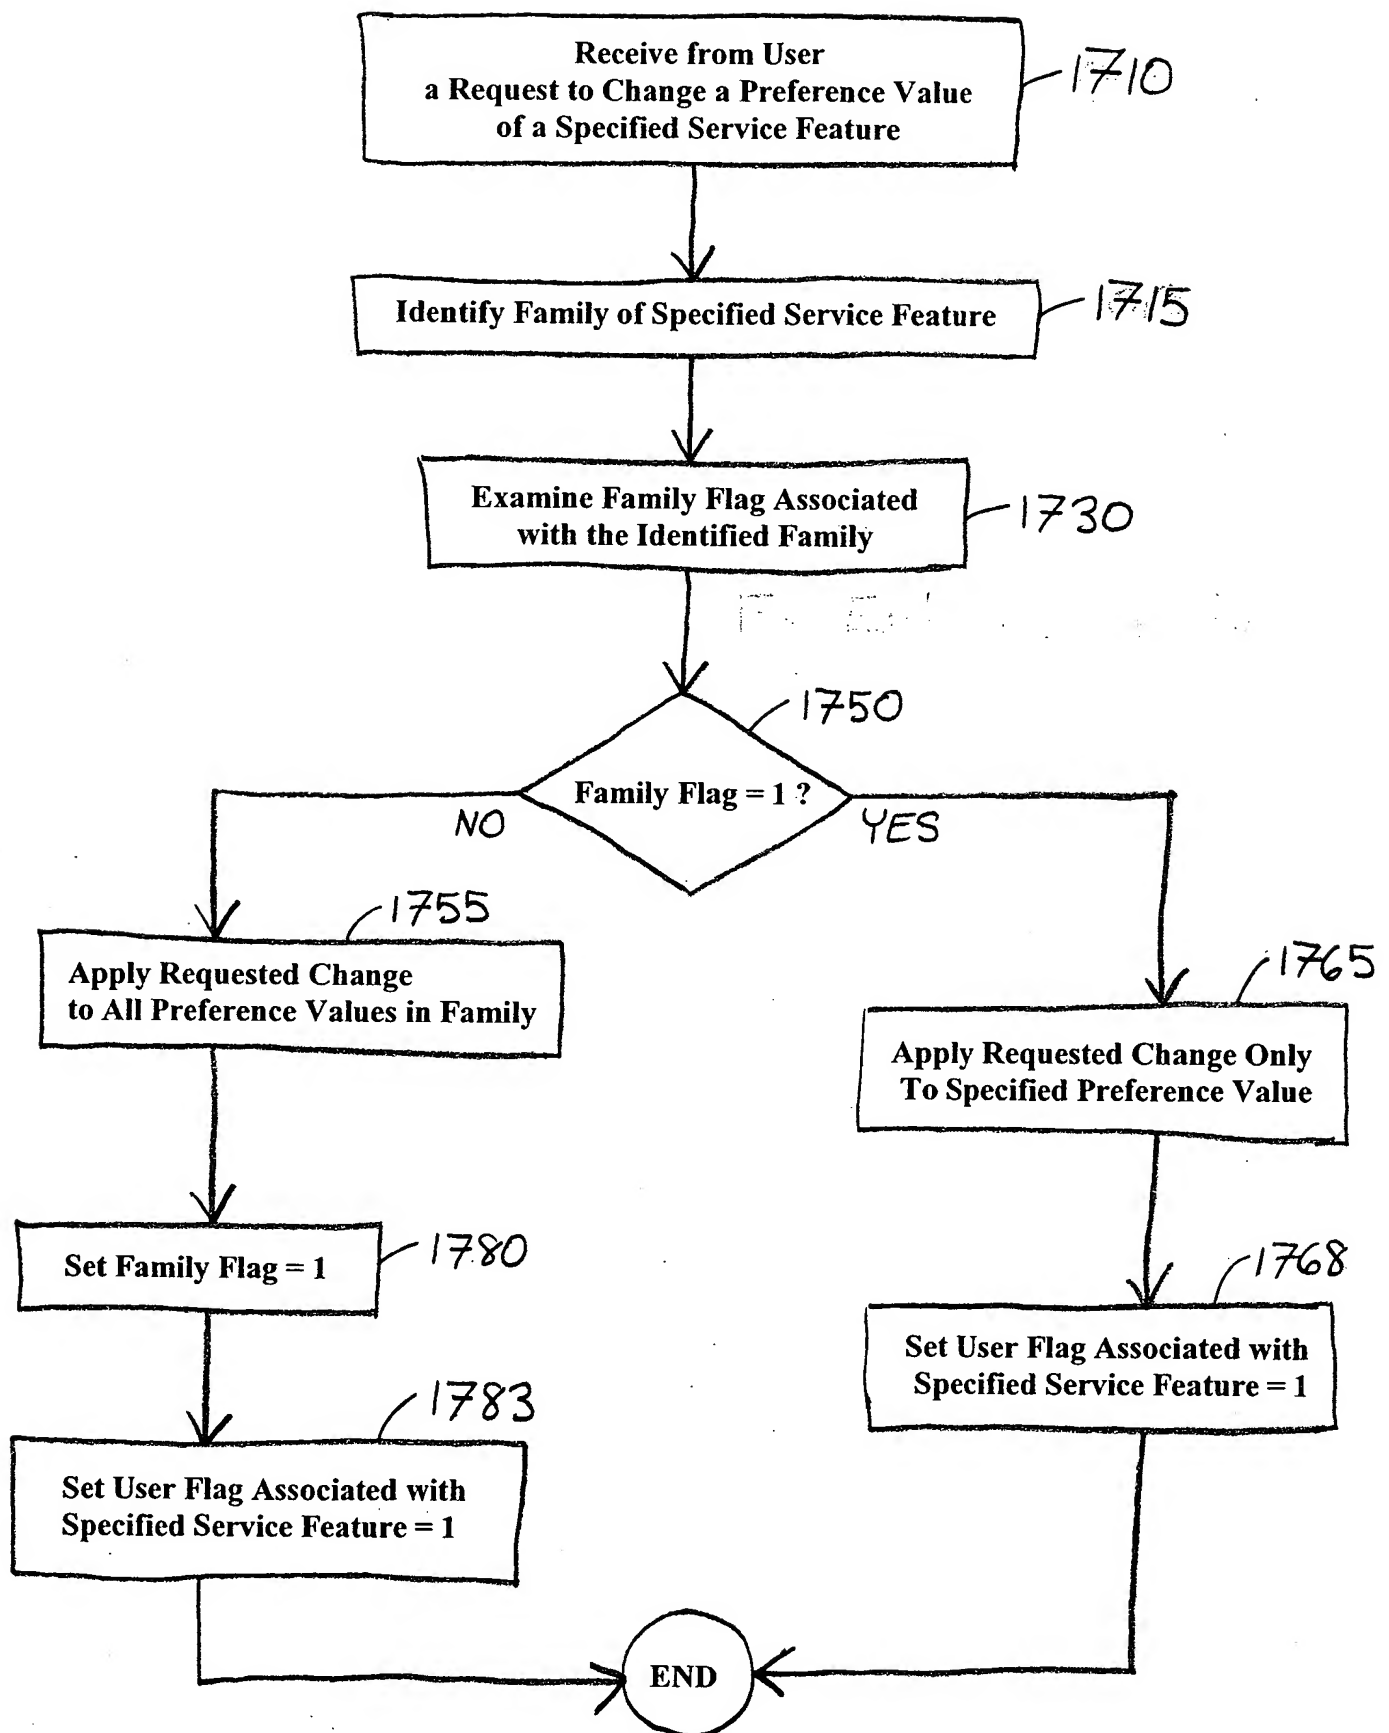 Receive from User
a Request to Change a Preference Value
of a Specified Service Feature
1710
Identify Family of Specified Service Feature
1715
Examine Family Flag Associated
with the Identified Family
1730
1750
Family Flag = 1 ?
NO
YES
1755
Apply Requested Change
to All Preference Values in Family
1765
Apply Requested Change Only
To Specified Preference Value
Set Family Flag = 1
1780
1768
Set User Flag Associated with
Specified Service Feature = 1
1783
Set User Flag Associated with
Specified Service Feature = 1
END